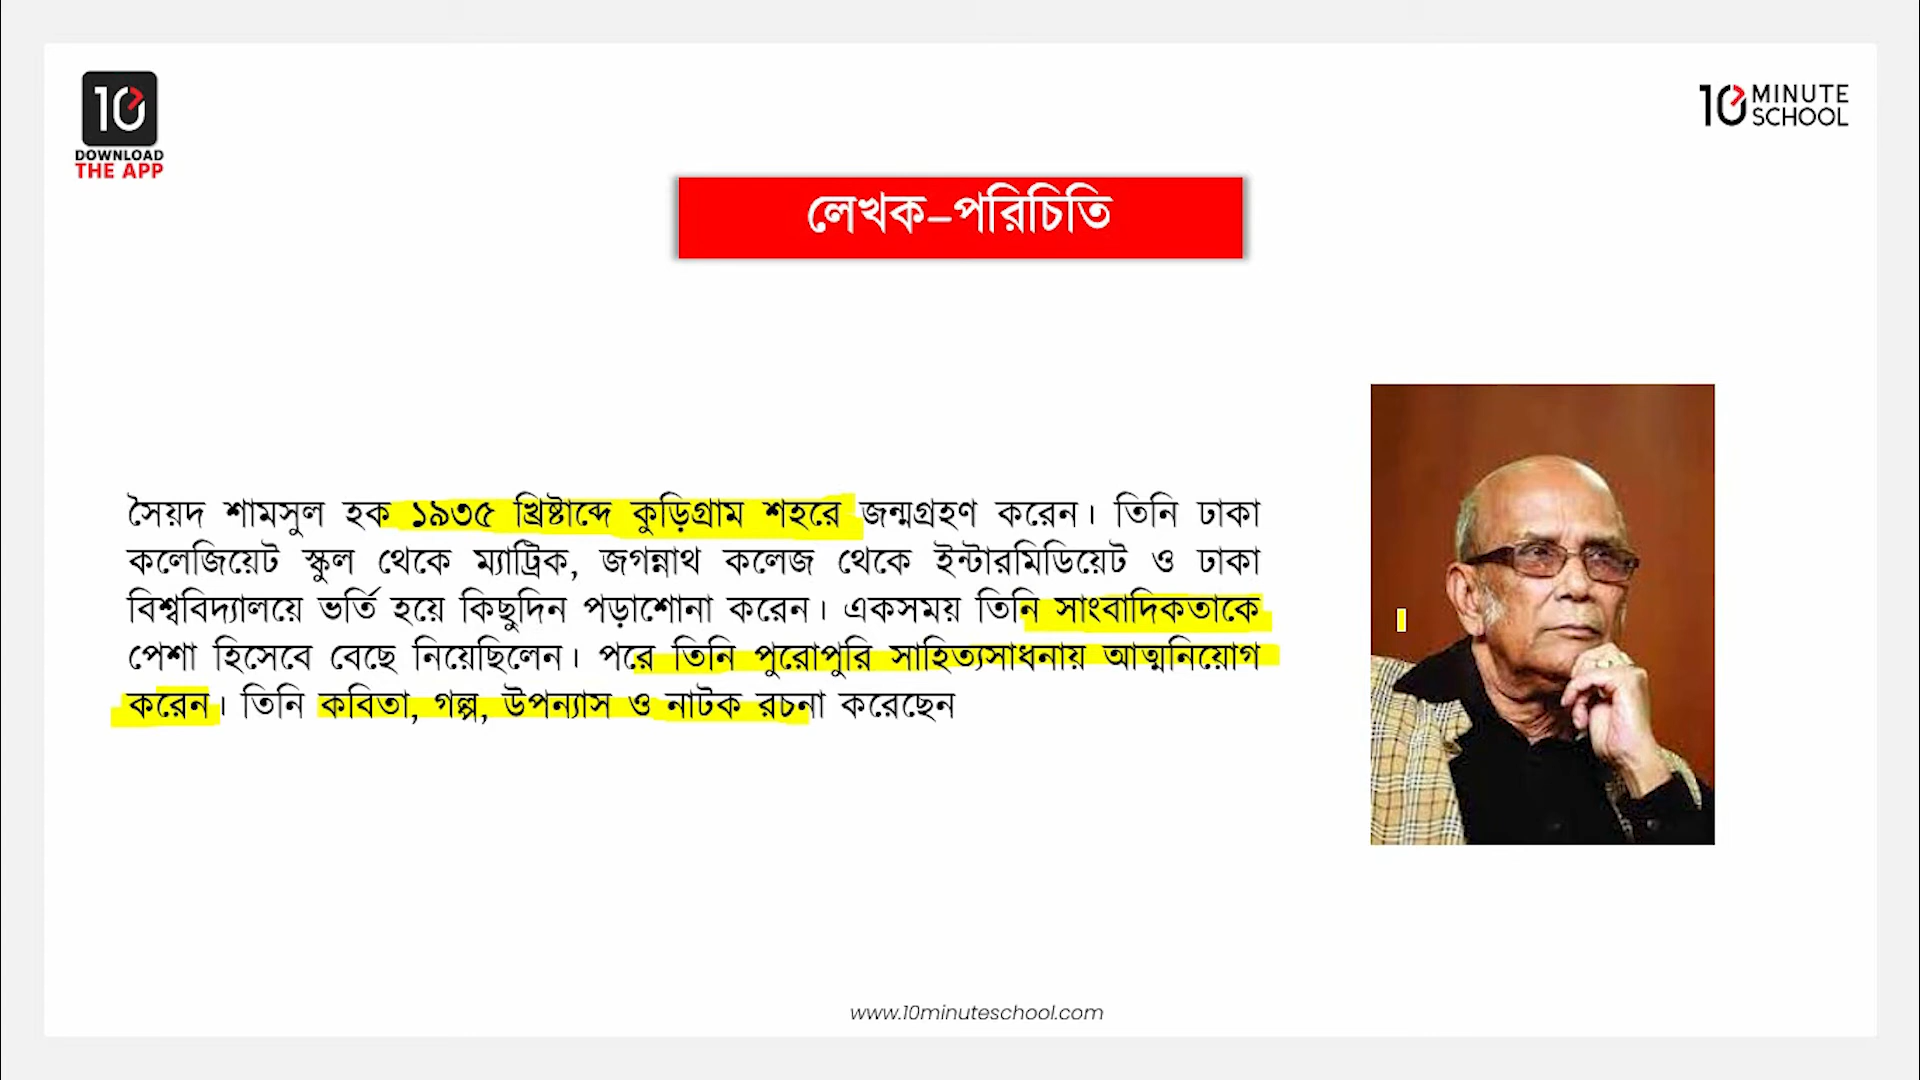 10
DOWNLOAD
THE APP
10 MINUTE
SCHOOL
লেখক-পরিচিতি
সৈয়দ শামসুল হক ১৯৩৫ খ্রিষ্টাব্দে কুড়িগ্রাম শহরে জন্মগ্রহণ করেন। তিনি ঢাকা
কলেজিয়েট স্কুল থেকে ম্যাট্রিক, জগন্নাথ কলেজ থেকে ইন্টারমিডিয়েট ও ঢাকা
বিশ্ববিদ্যালয়ে ভর্তি হয়ে কিছুদিন পড়াশোনা করেন। একসময় তিনি সাংবাদিকতাকে
পেশা হিসেবে বেছে নিয়েছিলেন। পরে তিনি পুরোপুরি সাহিত্যসাধনায় আত্মনিয়োগ
করেন। তিনি কবিতা, গল্প, উপন্যাস ও নাটক রচনা করেছেন
www.10minuteschool.com